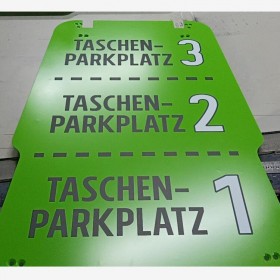 TASCHEN-
PARKPLATZ 3
TASCHEN-
PARKPLATZ 2
TASCHEN-
PARKPLATZ 1